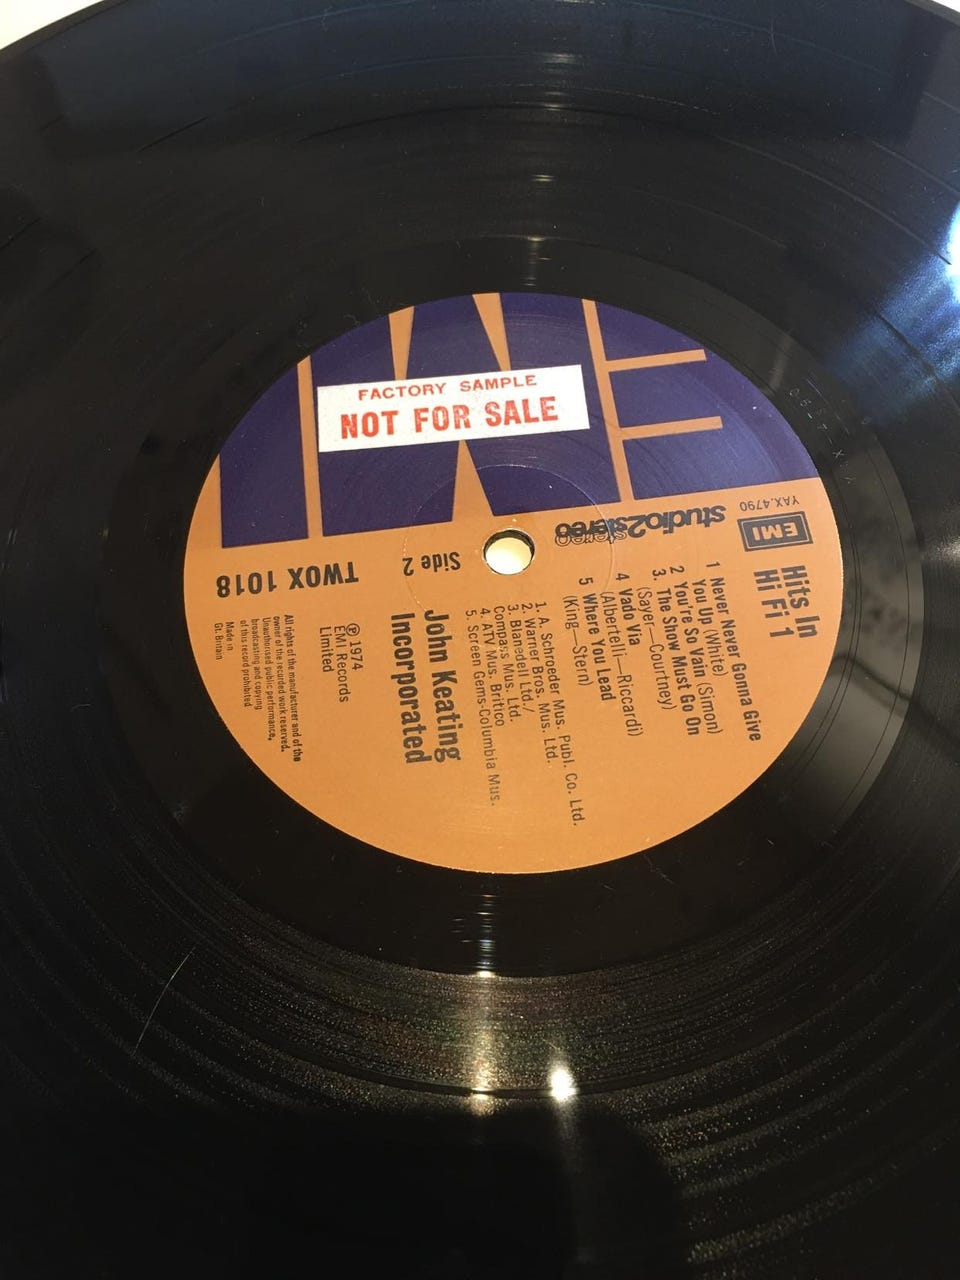 EMI
FACTORY SAMPLE
NOT FOR SALE
YAX.4790
EMI
studio2stereo
stereo
Hits In
Hi Fi 1
1 Never Never Gonna Give
You Up (White)
2 You're So Vain (Simon)
3. The Show Must Go On
(Sayer—Courtney)
4 Vado Via
(Albertelli—Riccardi)
5 Where You Lead
(King—Stern)
1. A. Schroeder Mus. Publ. Co. Ltd.
2. Warner Bros. Mus. Ltd.
3. Blanedell Ltd./
Compass Mus. Ltd.
4. ATV Mus. Britico
5. Screen Gems-Columbia Mus.
John Keating
Incorporated
Side 2
TWOX 1018
Ⓟ 1974
EMI Records
Limited
All rights of the manufacturer and of the
owner of the recorded work reserved.
Unauthorised public performance,
broadcasting and copying
of this record prohibited
Made in
Gt. Britain